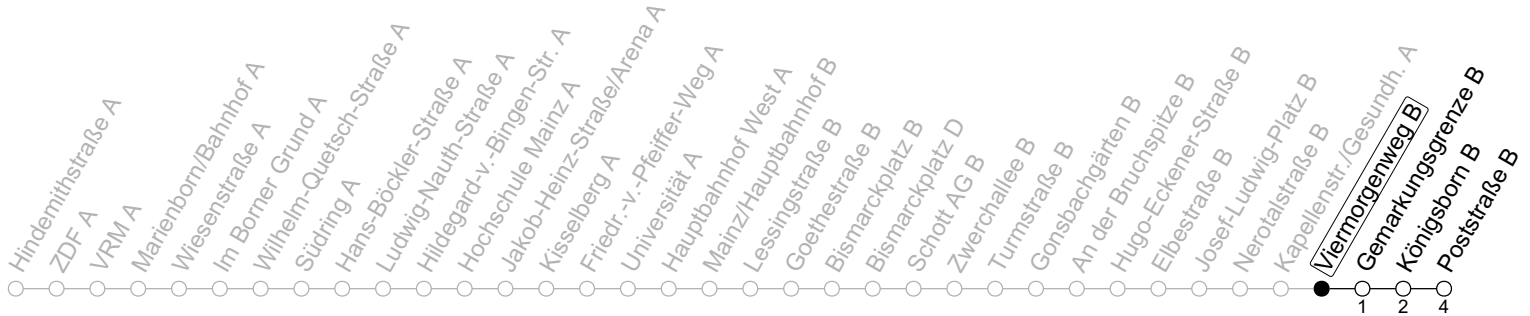 Hindemithstraße A
ZDF A
VRM A
Marienborn/Bahnhof A
Wiesenstraße A
Im Borner Grund A
Wilhelm-Quetsch-Straße A
Südring A
Hans-Böckler-Straße A
Ludwig-Nauth-Straße A
Hildegard-v.-Bingen-Str. A
Hochschule Mainz A
Jakob-Heinz-Straße/Arena A
Kisselberg A
Friedr.-v.-Pfeiffer-Weg A
Universität A
Hauptbahnhof West A
Mainz/Hauptbahnhof B
Lessingstraße B
Goethestraße B
Bismarckplatz B
Bismarckplatz D
Schott AG B
Zwerchallee B
Turmstraße B
Gonsbachgärten B
An der Bruchspitze B
Hugo-Eckener-Straße B
Elbestraße B
Josef-Ludwig-Platz B
Nerotalstraße B
Kapellenstr./Gesundh. A
Viermorgenweg B
Gemarkungsgrenze B
Königsborn B
Poststraße B
1
2
4